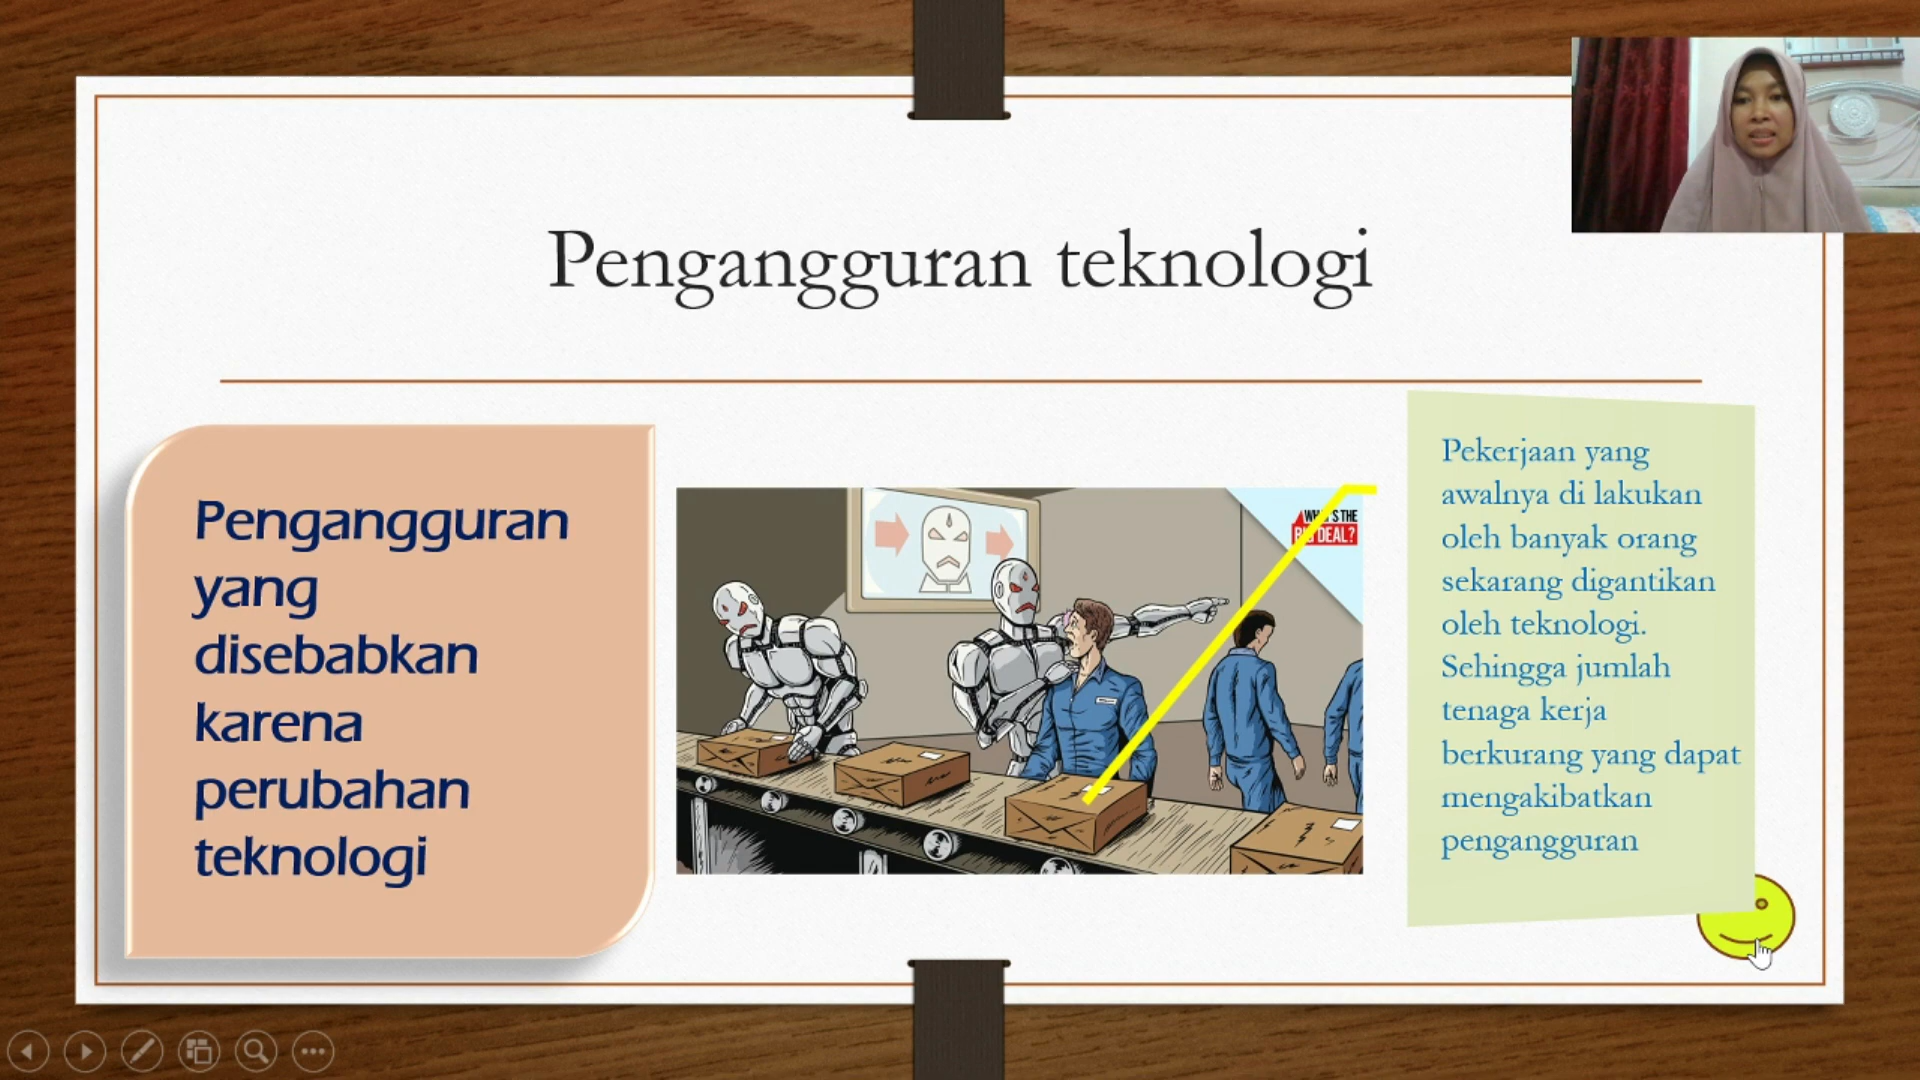 Pengangguran teknologi
Pengangguran
yang
disebabkan
karena
perubahan
teknologi
WHAT'S THE
BIG DEAL?
Pekerjaan yang
awalnya di lakukan
oleh banyak orang
sekarang digantikan
oleh teknologi.
Sehingga jumlah
tenaga kerja
berkurang yang dapat
mengakibatkan
pengangguran